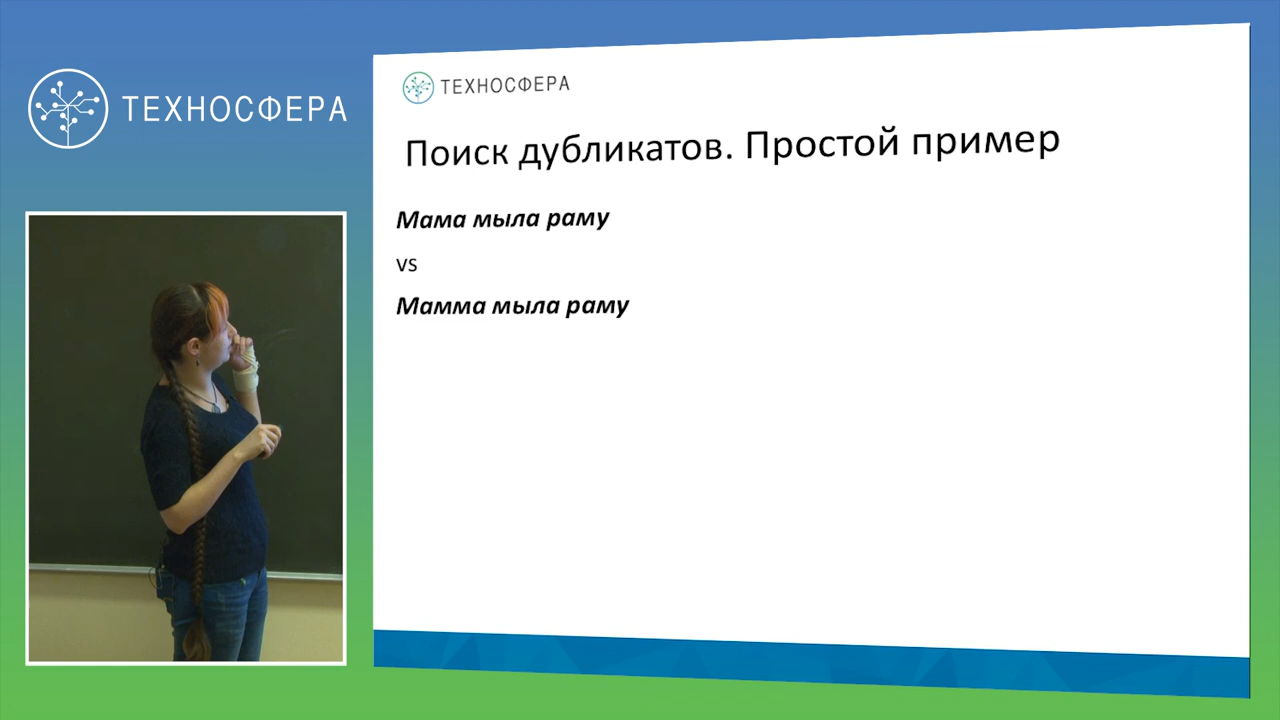 ТЕХНОСФЕРА
ТЕХНОСФЕРА
Поиск дубликатов. Простой пример
Мама мыла раму
vs
Мамма мыла раму